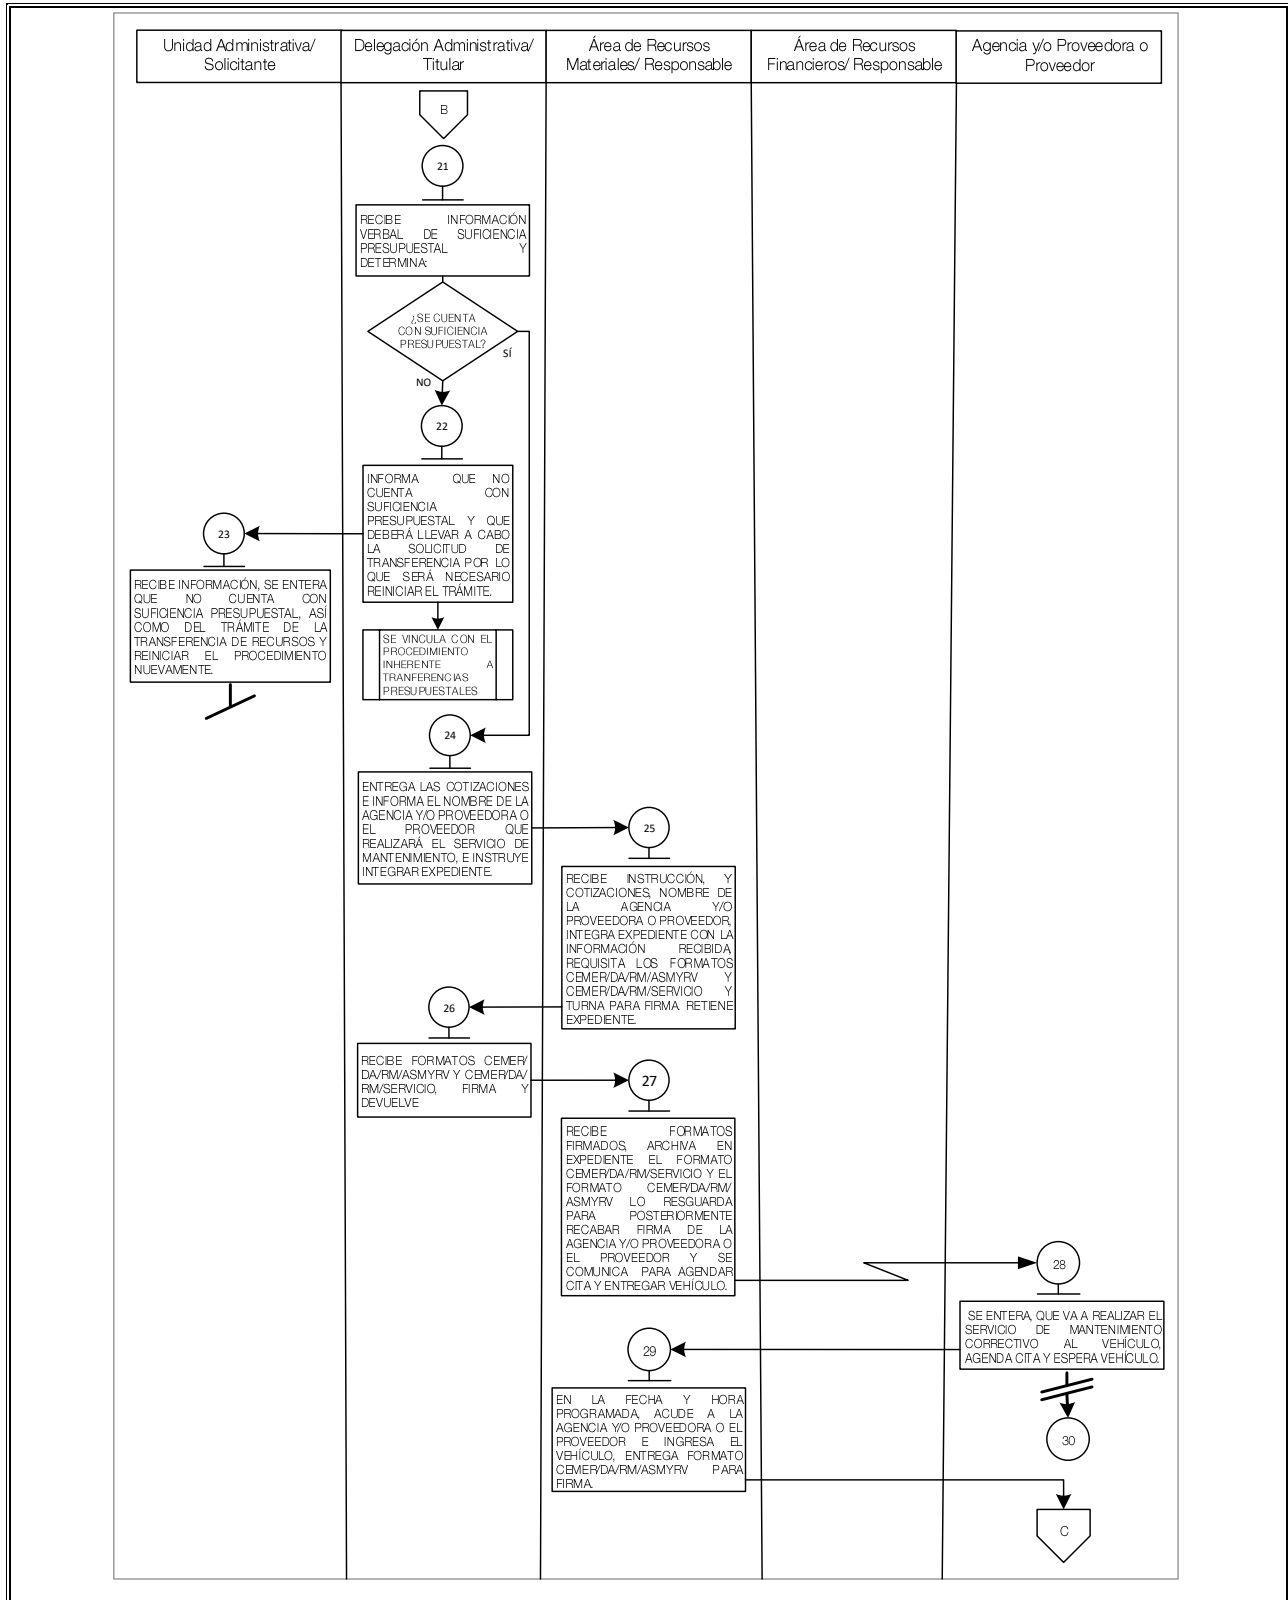 Unidad Administrativa/
Solicitante
Delegación Administrativa/
Titular
Área de Recursos
Materiales/ Responsable
Área de Recursos
Financieros/ Responsable
Agencia y/o Proveedora o
Proveedor
B
21
RECIBE INFORMACIÓN
VERBAL DE SUFICIENCIA
PRESUPUESTAL Y
DETERMINA:
¿SE CUENTA
CON SUFICIENCIA
PRESUPUESTAL?
SÍ
NO
22
INFORMA QUE NO
CUENTA CON
SUFICIENCIA
PRESUPUESTAL Y QUE
DEBERÁ LLEVAR A CABO
LA SOLICITUD DE
TRANSFERENCIA POR LO
QUE SERÁ NECESARIO
REINICIAR EL TRÁMITE.
23
RECIBE INFORMACIÓN, SE ENTERA
QUE NO CUENTA CON
SUFICIENCIA PRESUPUESTAL, ASÍ
COMO DEL TRÁMITE DE LA
TRANSFERENCIA DE RECURSOS Y
REINICIAR EL PROCEDIMIENTO
NUEVAMENTE.
SE VINCULA CON EL
PROCEDIMIENTO
INHERENTE A
TRANFERENCIAS
PRESUPUESTALES
24
ENTREGA LAS COTIZACIONES
E INFORMA EL NOMBRE DE LA
AGENCIA Y/O PROVEEDORA O
EL PROVEEDOR QUE
REALIZARÁ EL SERVICIO DE
MANTENIMIENTO, E INSTRUYE
INTEGRAR EXPEDIENTE.
25
RECIBE INSTRUCCIÓN, Y
COTIZACIONES, NOMBRE DE
LA AGENCIA Y/O
PROVEEDORA O PROVEEDOR,
INTEGRA EXPEDIENTE CON LA
INFORMACIÓN RECIBIDA,
REQUISITA LOS FORMATOS
CEMER/DA/RM/ASMYRV Y
CEMER/DA/RM/SERVICIO Y
TURNA PARA FIRMA. RETIENE
EXPEDIENTE.
26
RECIBE FORMATOS CEMER/
DA/RM/ASMYRV Y CEMER/DA/
RM/SERVICIO, FIRMA Y
DEVUELVE
27
RECIBE FORMATOS
FIRMADOS, ARCHIVA EN
EXPEDIENTE EL FORMATO
CEMER/DA/RM/SERVICIO Y EL
FORMATO CEMER/DA/RM/
ASMYRV LO RESGUARDA
PARA POSTERIORMENTE
RECABAR FIRMA DE LA
AGENCIA Y/O PROVEEDORA O
EL PROVEEDOR Y SE
COMUNICA PARA AGENDAR
CITA Y ENTREGAR VEHÍCULO.
28
SE ENTERA, QUE VA A REALIZAR EL
SERVICIO DE MANTENIMIENTO
CORRECTIVO AL VEHÍCULO,
AGENDA CITA Y ESPERA VEHÍCULO.
29
EN LA FECHA Y HORA
PROGRAMADA, ACUDE A LA
AGENCIA Y/O PROVEEDORA O EL
PROVEEDOR E INGRESA EL
VEHÍCULO, ENTREGA FORMATO
CEMER/DA/RM/ASMYRV PARA
FIRMA.
30
C